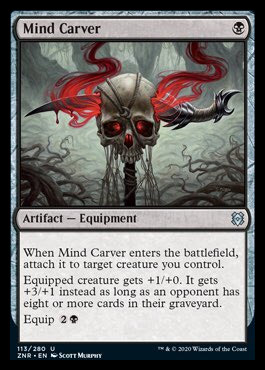 Mind Carver
Artifact — Equipment
When Mind Carver enters the battlefield,
attach it to target creature you control.
Equipped creature gets +1/+0. It gets
+3/+1 instead as long as an opponent has
eight or more cards in their graveyard.
Equip 2
113/280 U
ZNR • EN SCOTT MURPHY
™ & © 2020 Wizards of the Coast